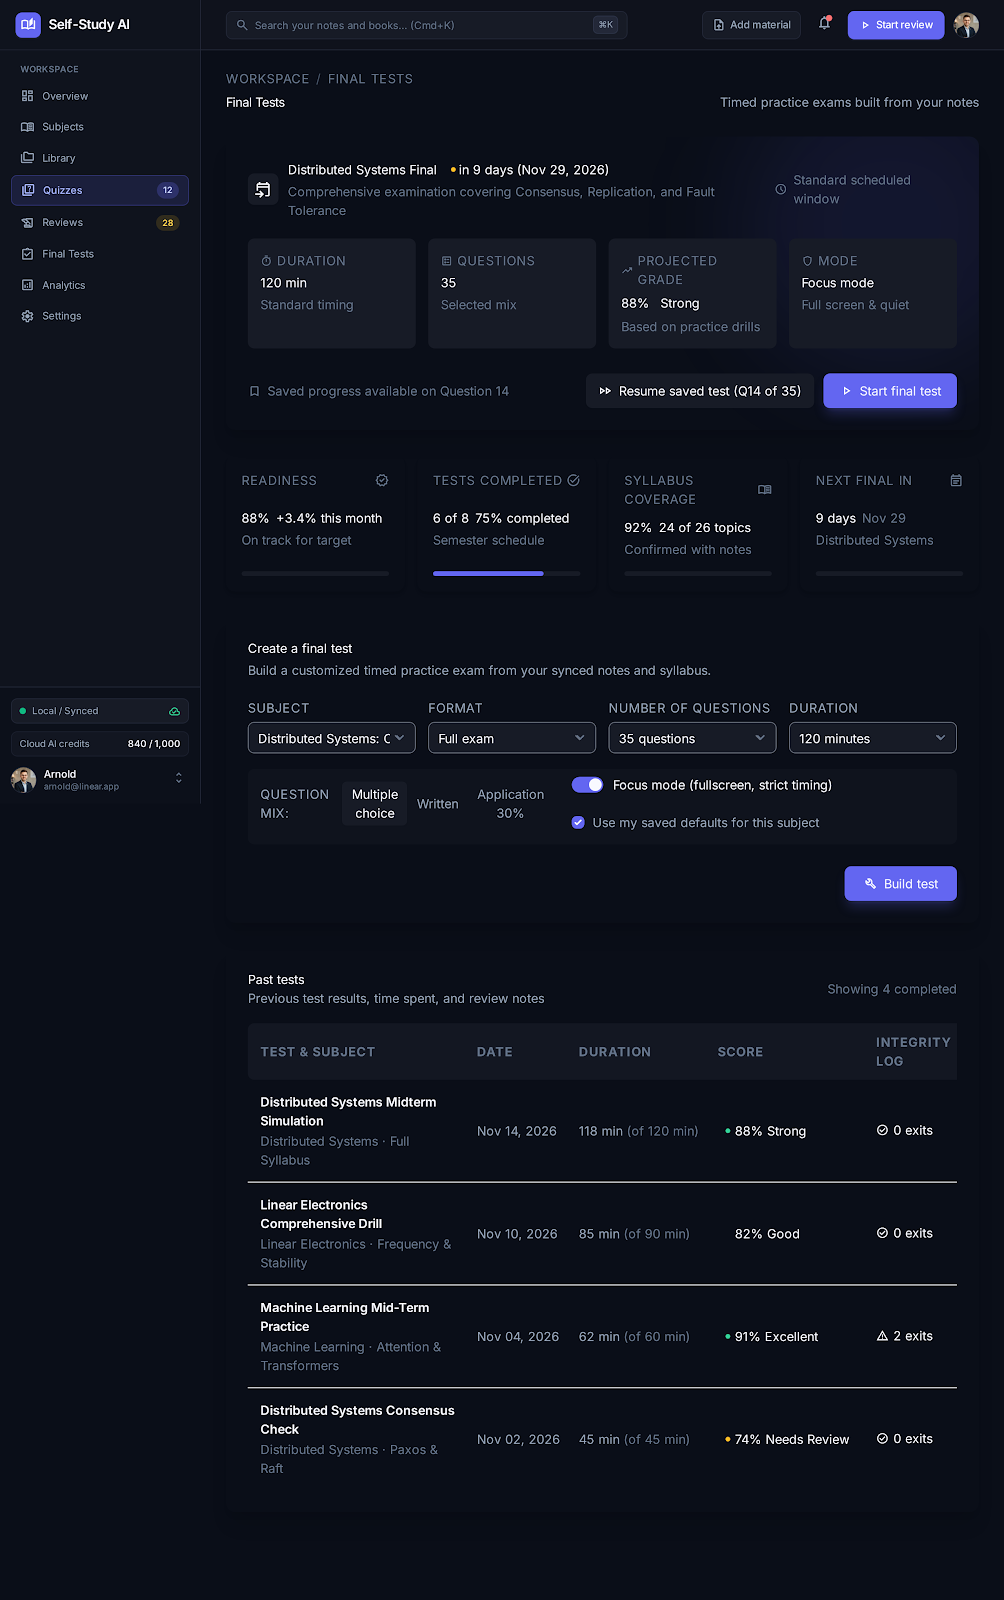 Self-Study AI
Search your notes and books... (Cmd+K)
⌘K
Add material
Start review
WORKSPACE
Overview
Subjects
Library
Quizzes 12
Reviews 28
Final Tests
Analytics
Settings
Local / Synced
Cloud AI credits 840 / 1,000
Arnold
arnold@linear.app
WORKSPACE / FINAL TESTS
Final Tests
Timed practice exams built from your notes
Distributed Systems Final • in 9 days (Nov 29, 2026)
Comprehensive examination covering Consensus, Replication, and Fault
Tolerance
Standard scheduled
window
DURATION
120 min
Standard timing
QUESTIONS
35
Selected mix
PROJECTED
GRADE
88% Strong
Based on practice drills
MODE
Focus mode
Full screen & quiet
Saved progress available on Question 14
Resume saved test (Q14 of 35)
Start final test
READINESS
88% +3.4% this month
On track for target
TESTS COMPLETED
6 of 8 75% completed
Semester schedule
SYLLABUS
COVERAGE
92% 24 of 26 topics
Confirmed with notes
NEXT FINAL IN
9 days Nov 29
Distributed Systems
Create a final test
Build a customized timed practice exam from your synced notes and syllabus.
SUBJECT
Distributed Systems: C
FORMAT
Full exam
NUMBER OF QUESTIONS
35 questions
DURATION
120 minutes
QUESTION
MIX:
Multiple
choice
Written
Application
30%
Focus mode (fullscreen, strict timing)
Use my saved defaults for this subject
Build test
Past tests
Previous test results, time spent, and review notes
Showing 4 completed
TEST & SUBJECT DATE DURATION SCORE INTEGRITY
LOG
Distributed Systems Midterm
Simulation
Distributed Systems · Full
Syllabus
Nov 14, 2026 118 min (of 120 min) • 88% Strong 0 exits
Linear Electronics
Comprehensive Drill
Linear Electronics · Frequency &
Stability
Nov 10, 2026 85 min (of 90 min) 82% Good 0 exits
Machine Learning Mid-Term
Practice
Machine Learning · Attention &
Transformers
Nov 04, 2026 62 min (of 60 min) • 91% Excellent 2 exits
Distributed Systems Consensus
Check
Distributed Systems · Paxos &
Raft
Nov 02, 2026 45 min (of 45 min) • 74% Needs Review 0 exits